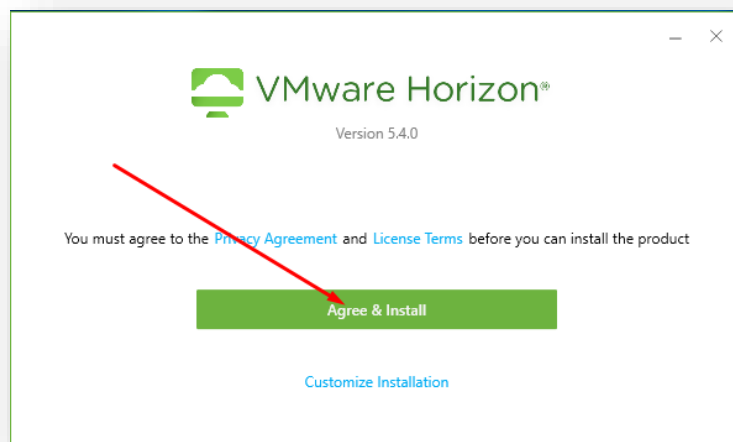 VMware Horizon®
Version 5.4.0
You must agree to the Privacy Agreement and License Terms before you can install the product
Agree & Install
Customize Installation